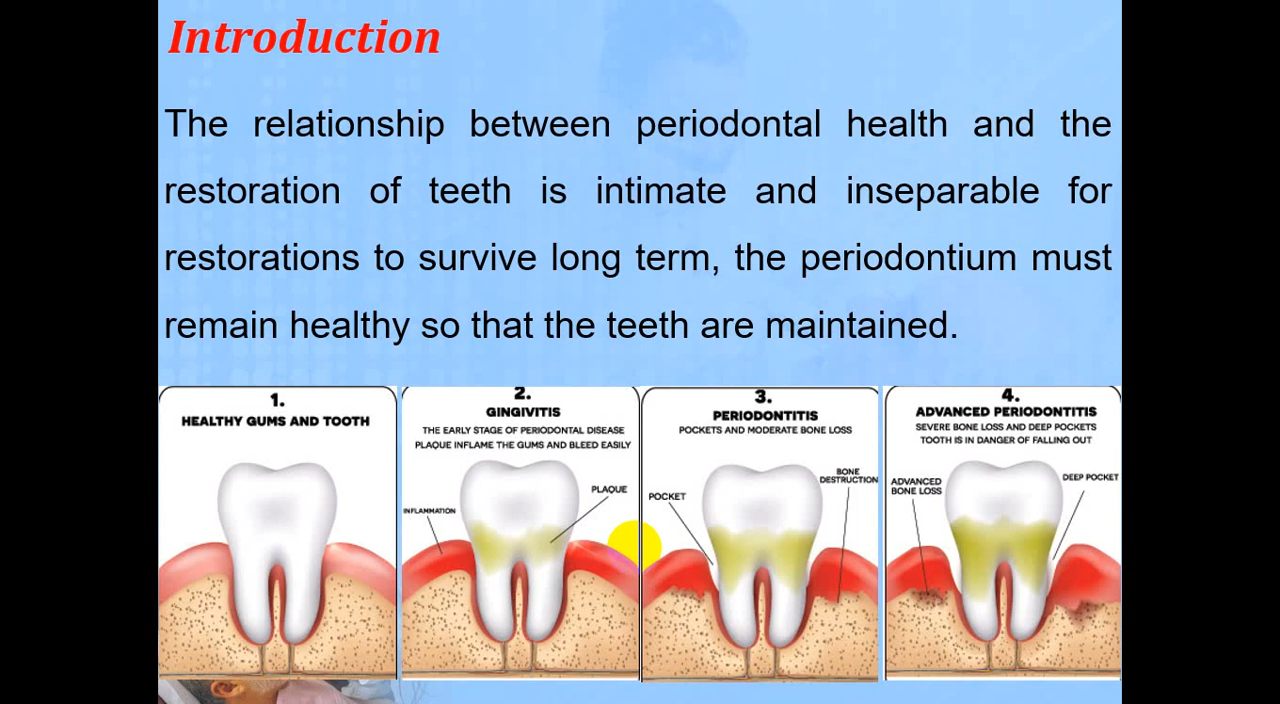 Introduction
The relationship between periodontal health and the
restoration of teeth is intimate and inseparable for
restorations to survive long term, the periodontium must
remain healthy so that the teeth are maintained.
1.
HEALTHY GUMS AND TOOTH
2.
GINGIVITIS
THE EARLY STAGE OF PERIODONTAL DISEASE
PLAQUE INFLAME THE GUMS AND BLEED EASILY
INFLAMMATION
PLAQUE
3.
PERIODONTITIS
POCKETS AND MODERATE BONE LOSS
POCKET
BONE
DESTRUCTION
4.
ADVANCED PERIODONTITIS
SEVERE BONE LOSS AND DEEP POCKETS
TOOTH IS IN DANGER OF FALLING OUT
ADVANCED
BONE LOSS
DEEP POCKET